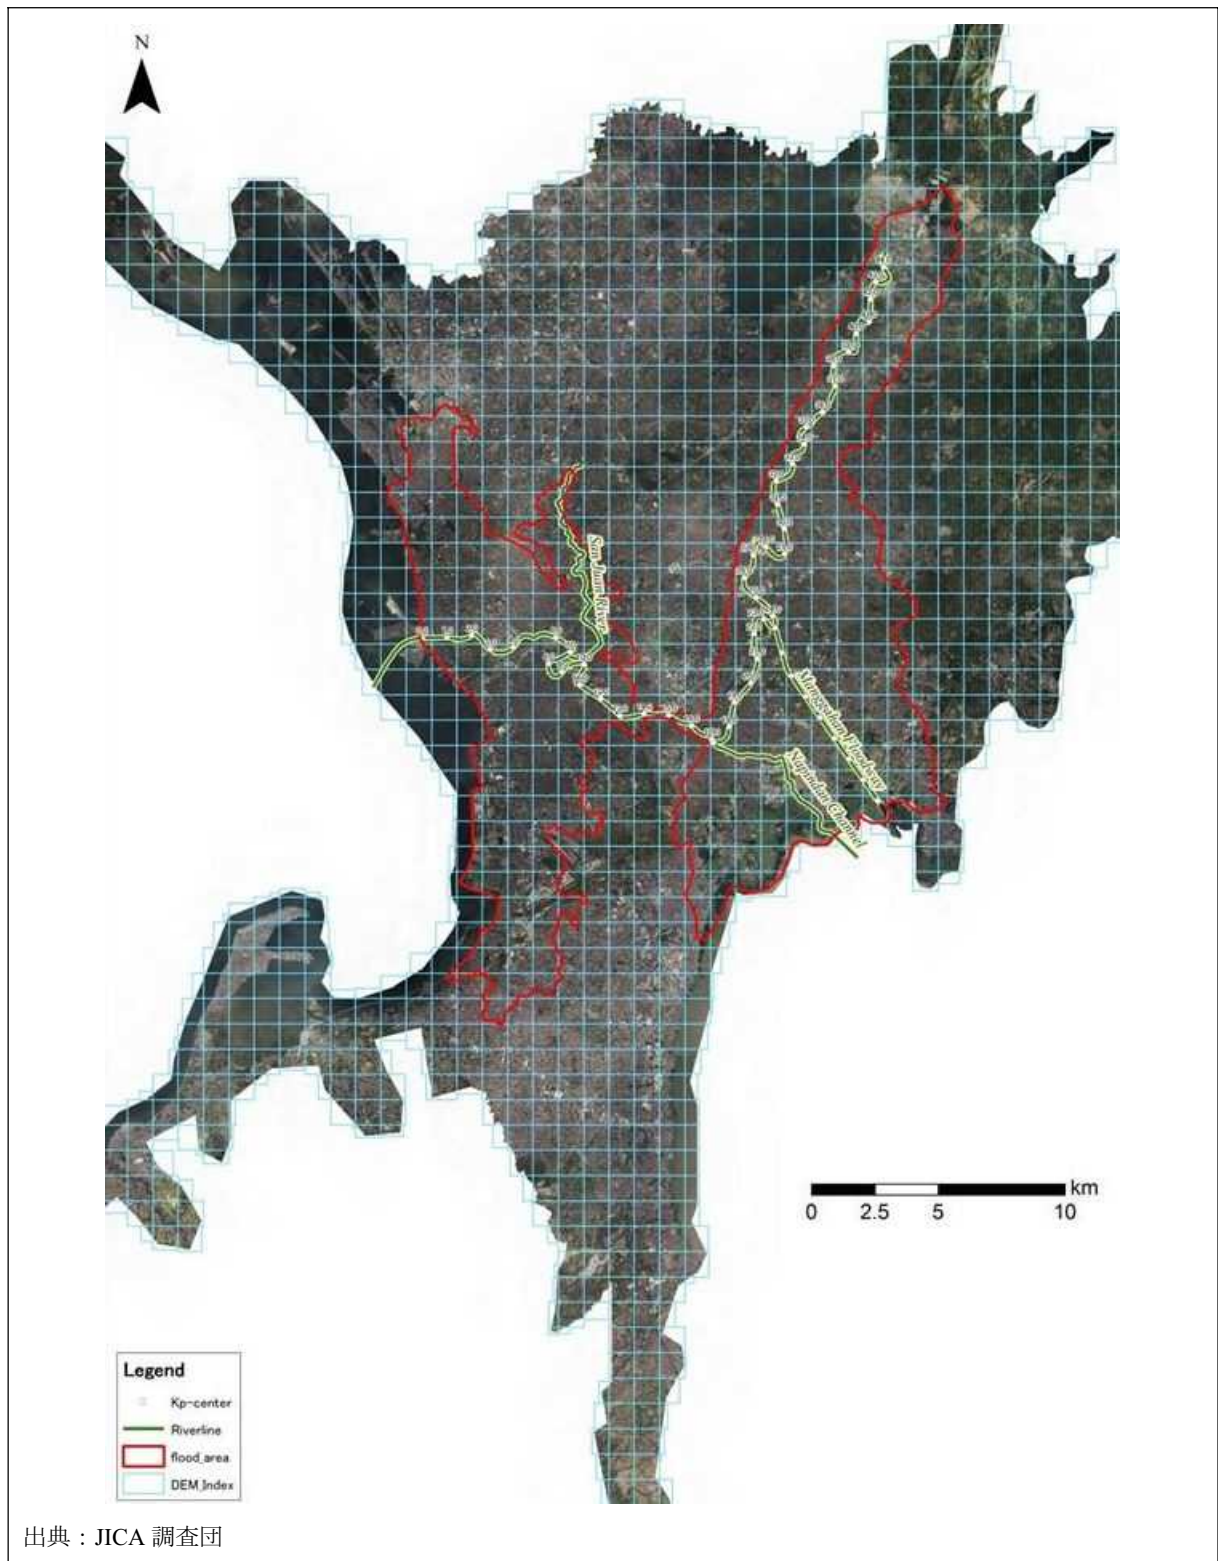 N
San Juan River
Manggahan Floodway
Napindan Channel
km
0 2.5 5 10
Legend
Kp-center
Riverline
flood_area
DEM_Index
出典：JICA 調査団